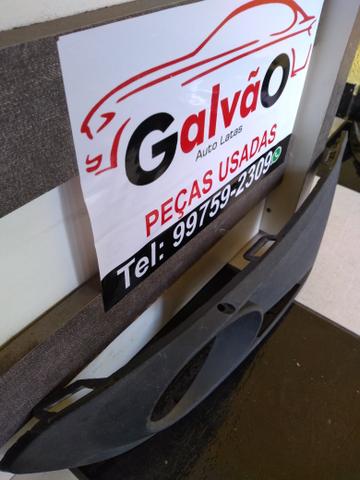 GalvãO
Auto Latas
PEÇAS USADAS
Tel: 99759-2309